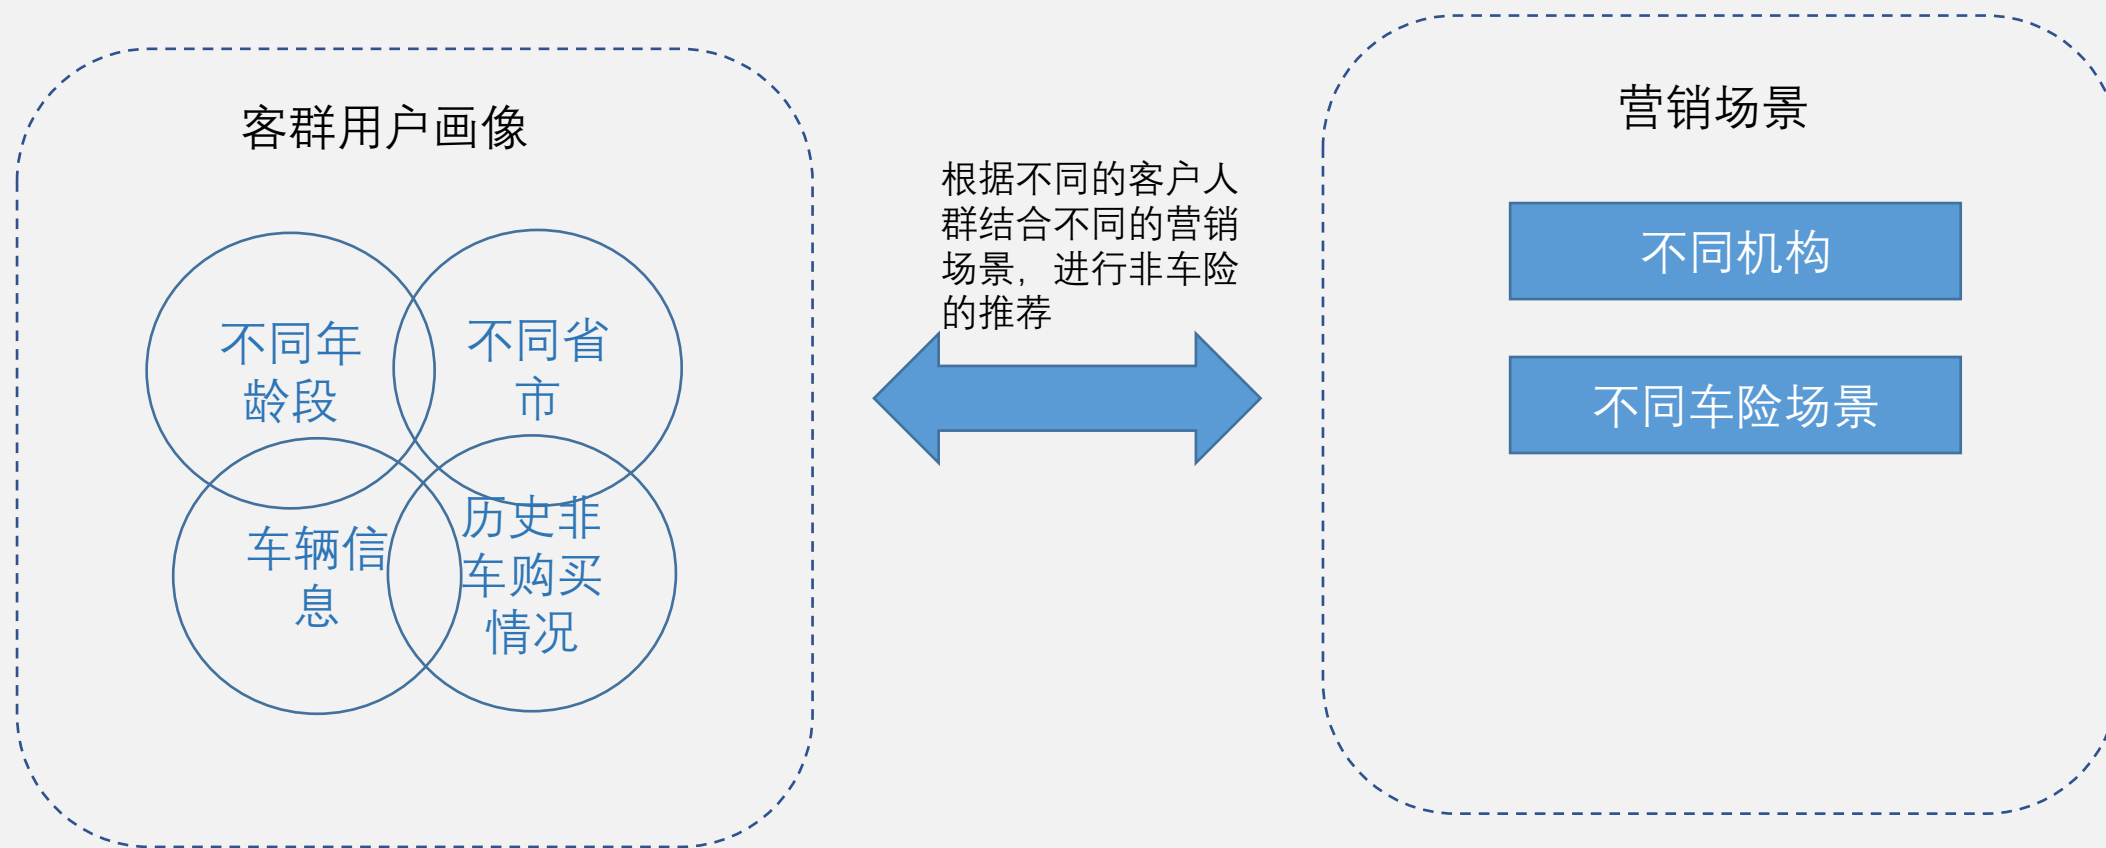 客群用户画像
不同年
龄段
不同省
市
车辆信
息
历史非
车购买
情况
根据不同的客户人
群结合不同的营销
场景，进行非车险
的推荐
营销场景
不同机构
不同车险场景